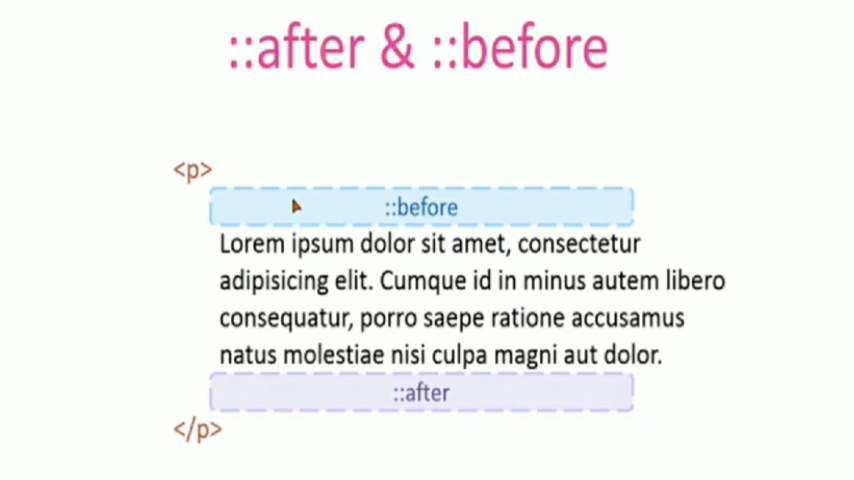 ::after & ::before
<p>
::before
Lorem ipsum dolor sit amet, consectetur
adipisicing elit. Cumque id in minus autem libero
consequatur, porro saepe ratione accusamus
natus molestiae nisi culpa magni aut dolor.
::after
</p>